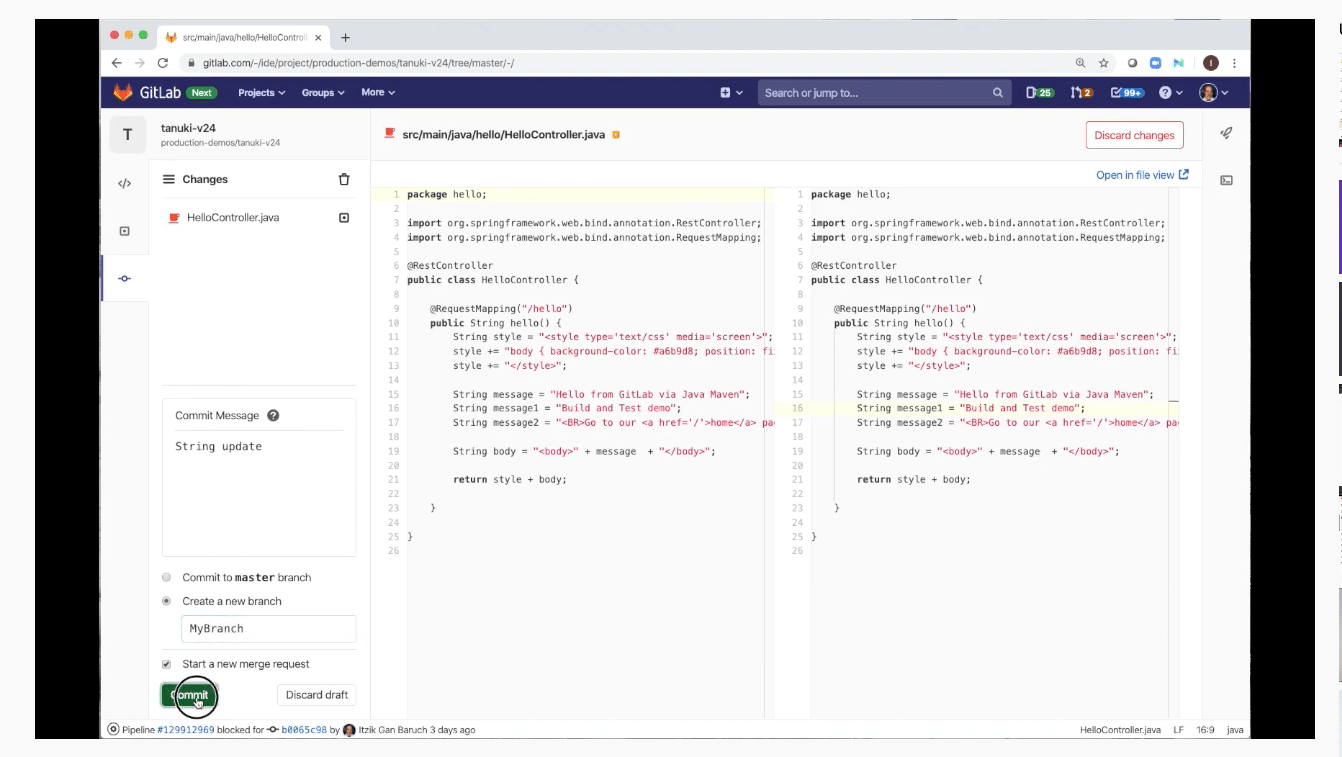 src/main/java/hello/HelloControll
gitlab.com/-/ide/project/production-demos/tanuki-v24/tree/master/-/
GitLab Next Projects Groups More Search or jump to... 25 2 99+
T
tanuki-v24
production-demos/tanuki-v24
src/main/java/hello/HelloController.java
Discard changes
Changes
Open in file view
HelloController.java
1 package hello;
2
3 import org.springframework.web.bind.annotation.RestController;
4 import org.springframework.web.bind.annotation.RequestMapping;
5
6 @RestController
7 public class HelloController {
8
9 @RequestMapping("/hello")
10 public String hello() {
11 String style = "<style type='text/css' media='screen'>";
12 style += "body { background-color: #a6b9d8; position: fi
13 style += "</style>";
14
15 String message = "Hello from GitLab via Java Maven";
16 String message1 = "Build and Test demo";
17 String message2 = "<BR>Go to our <a href='/'>home</a> pa
18
19 String body = "<body>" + message + "</body>";
20
21 return style + body;
22
23 }
24
25 }
26
1 package hello;
2
3 import org.springframework.web.bind.annotation.RestController;
4 import org.springframework.web.bind.annotation.RequestMapping;
5
6 @RestController
7 public class HelloController {
8
9 @RequestMapping("/hello")
10 public String hello() {
11 String style = "<style type='text/css' media='screen'>";
12 style += "body { background-color: #a6b9d8; position: fi
13 style += "</style>";
14
15 String message = "Hello from GitLab via Java Maven";
16 String message1 = "Build and Test demo";
17 String message2 = "<BR>Go to our <a href='/'>home</a> pa
18
19 String body = "<body>" + message + "</body>";
20
21 return style + body;
22
23 }
24
25 }
26
Commit Message
String update
Commit to master branch
Create a new branch
MyBranch
Start a new merge request
Commit Discard draft
Pipeline #129912969 blocked for b0065c98 by Itzik Gan Baruch 3 days ago
HelloController.java LF 16:9 java